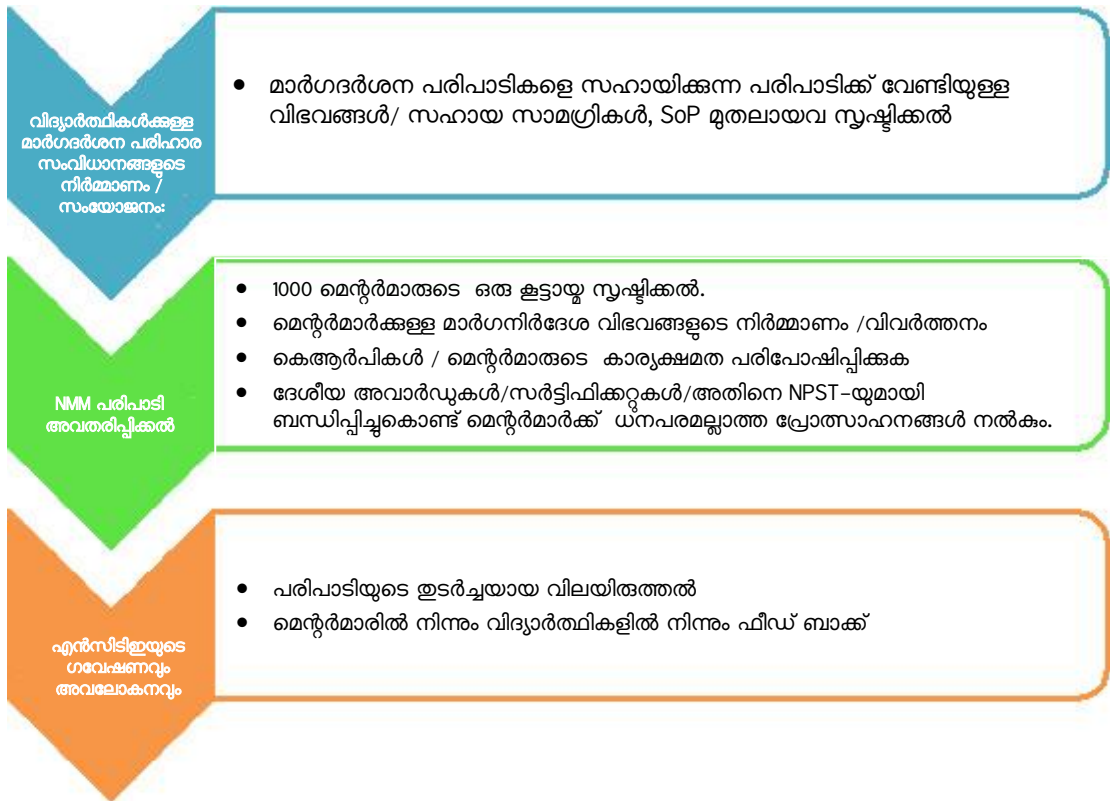 വിദ്യാർത്ഥികൾക്കുള്ള
മാർഗദർശന പരിഹാര
സംവിധാനങ്ങളുടെ
നിർമ്മാണം /
സംയോജനം:
● മാർഗദർശന പരിപാടികളെ സഹായിക്കുന്ന പരിപാടിക്ക് വേണ്ടിയുള്ള
വിഭവങ്ങൾ/ സഹായ സാമഗ്രികൾ, SoP മുതലായവ സൃഷ്ടിക്കൽ
NMM പരിപാടി
അവതരിപ്പിക്കൽ
● 1000 മെന്റർമാരുടെ ഒരു കൂട്ടായ്മ സൃഷ്ടിക്കൽ.
● മെന്റർമാർക്കുള്ള മാർഗനിർദേശ വിഭവങ്ങളുടെ നിർമ്മാണം /വിവർത്തനം
● കെആർപികൾ / മെന്റർമാരുടെ കാര്യക്ഷമത പരിപോഷിപ്പിക്കുക
● ദേശീയ അവാർഡുകൾ/സർട്ടിഫിക്കറ്റുകൾ/അതിനെ NPST-യുമായി
ബന്ധിപ്പിച്ചുകൊണ്ട് മെന്റർമാർക്ക് ധനപരമല്ലാത്ത പ്രോത്സാഹനങ്ങൾ നൽകും.
എൻസിടിഇയുടെ
ഗവേഷണവും
അവലോകനവും
● പരിപാടിയുടെ തുടർച്ചയായ വിലയിരുത്തൽ
● മെന്റർമാരിൽ നിന്നും വിദ്യാർത്ഥികളിൽ നിന്നും ഫീഡ് ബാക്ക്